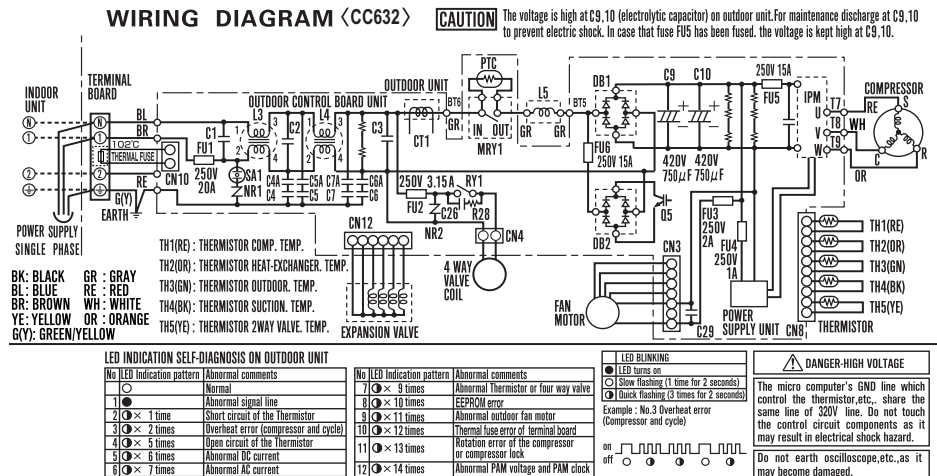 WIRING DIAGRAM〈CC632〉
CAUTION
The voltage is high at C9,10 (electrolytic capacitor) on outdoor unit.For maintenance discharge at C9,10
to prevent electric shock. In case that fuse FU5 has been fused. the voltage is kept high at C9,10.
INDOOR UNIT
TERMINAL BOARD
OUTDOOR UNIT
OUTDOOR CONTROL BOARD UNIT
N
1
2
N
1
2
BL
BR
102℃
THERMAL FUSE
RE
G(Y)
EARTH
CN10
POWER SUPPLY
SINGLE PHASE
FU1
250V
20A
C1
L3
1
2
3
4
C2
L4
1
2
3
4
C3
SA1
NR1
C4A
C4
C5A
C5
C7A
C7
C6A
C6
CT1
BT6
GR
PTC
IN
OUT
MRY1
L5
GR
GR
BT5
250V 3.15A
FU2
RY1
C26
R28
NR2
CN4
4 WAY
VALVE
COIL
CN12
EXPANSION VALVE
DB1
FU6
250V 15A
DB2
C9
C10
420V
750μF
420V
750μF
Q5
250V 15A
FU5
IPM
U
V
W
T7
T8
T9
RE
WH
OR
COMPRESSOR
S
C
R
FU3
250V
2A
FU4
250V
1A
CN3
FAN
MOTOR
C29
POWER
SUPPLY UNIT
CN8
TH1(RE)
TH2(OR)
TH3(GN)
TH4(BK)
TH5(YE)
THERMISTOR
TH1(RE) : THERMISTOR COMP. TEMP.
TH2(OR) : THERMISTOR HEAT-EXCHANGER. TEMP.
TH3(GN) : THERMISTOR OUTDOOR. TEMP.
TH4(BK) : THERMISTOR SUCTION. TEMP.
TH5(YE) : THERMISTOR 2WAY VALVE. TEMP.
BK: BLACK GR : GRAY
BL: BLUE RE : RED
BR: BROWN WH: WHITE
YE: YELLOW OR : ORANGE
G(Y): GREEN/YELLOW
LED INDICATION SELF-DIAGNOSIS ON OUTDOOR UNIT
No LED Indication pattern Abnormal comments
○ Normal
1 ● Abnormal signal line
2 ◑× 1 time Short circuit of the Thermistor
3 ◑× 2 times Overheat error (compressor and cycle)
4 ◑× 5 times Open circuit of the Thermistor
5 ◑× 6 times Abnormal DC current
6 ◑× 7 times Abnormal AC current
No LED Indication pattern Abnormal comments
7 ◑× 9 times Abnormal Thermistor or four way valve
8 ◑× 10 times EEPROM error
9 ◑× 11 times Abnormal outdoor fan motor
10 ◑× 12 times Thermal fuse error of terminal board
11 ◑× 13 times Rotation error of the compressor
or compressor lock
12 ◑× 14 times Abnormal PAM voltage and PAM clock
LED BLINKING
● LED turns on
○ Slow flashing (1 time for 2 seconds)
◑ Quick flashing (3 times for 2 seconds)
Example : No.3 Overheat error
(Compressor and cycle)
on
off
⚠ DANGER-HIGH VOLTAGE
The micro computer's GND line which
control the thermistor,etc,. share the
same line of 320V line. Do not touch
the control circuit components as it
may result in electrical shock hazard.
Do not earth oscilloscope,etc.,as it
may become damaged.